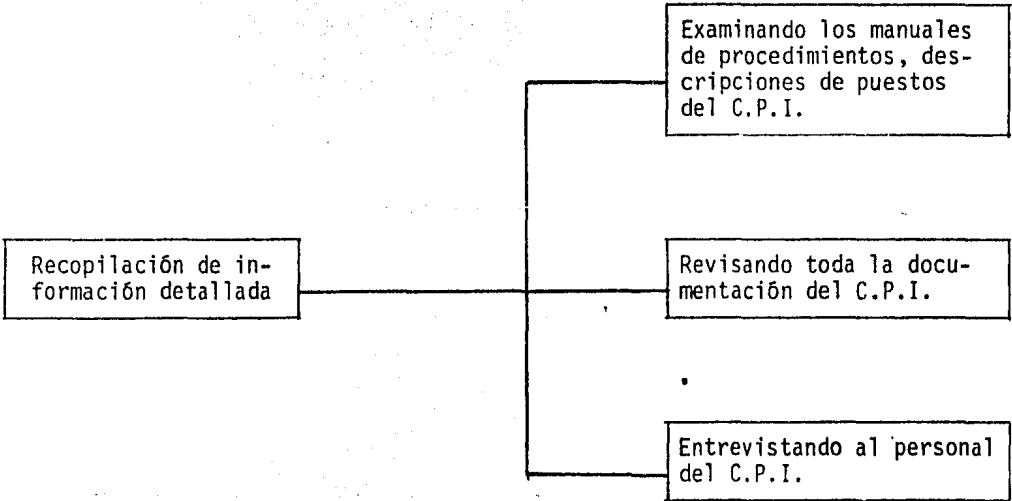 Examinando los manuales
de procedimientos, des-
cripciones de puestos
del C.P.I.
Recopilación de in-
formación detallada
Revisando toda la docu-
mentación del C.P.I.
Entrevistando al personal
del C.P.I.